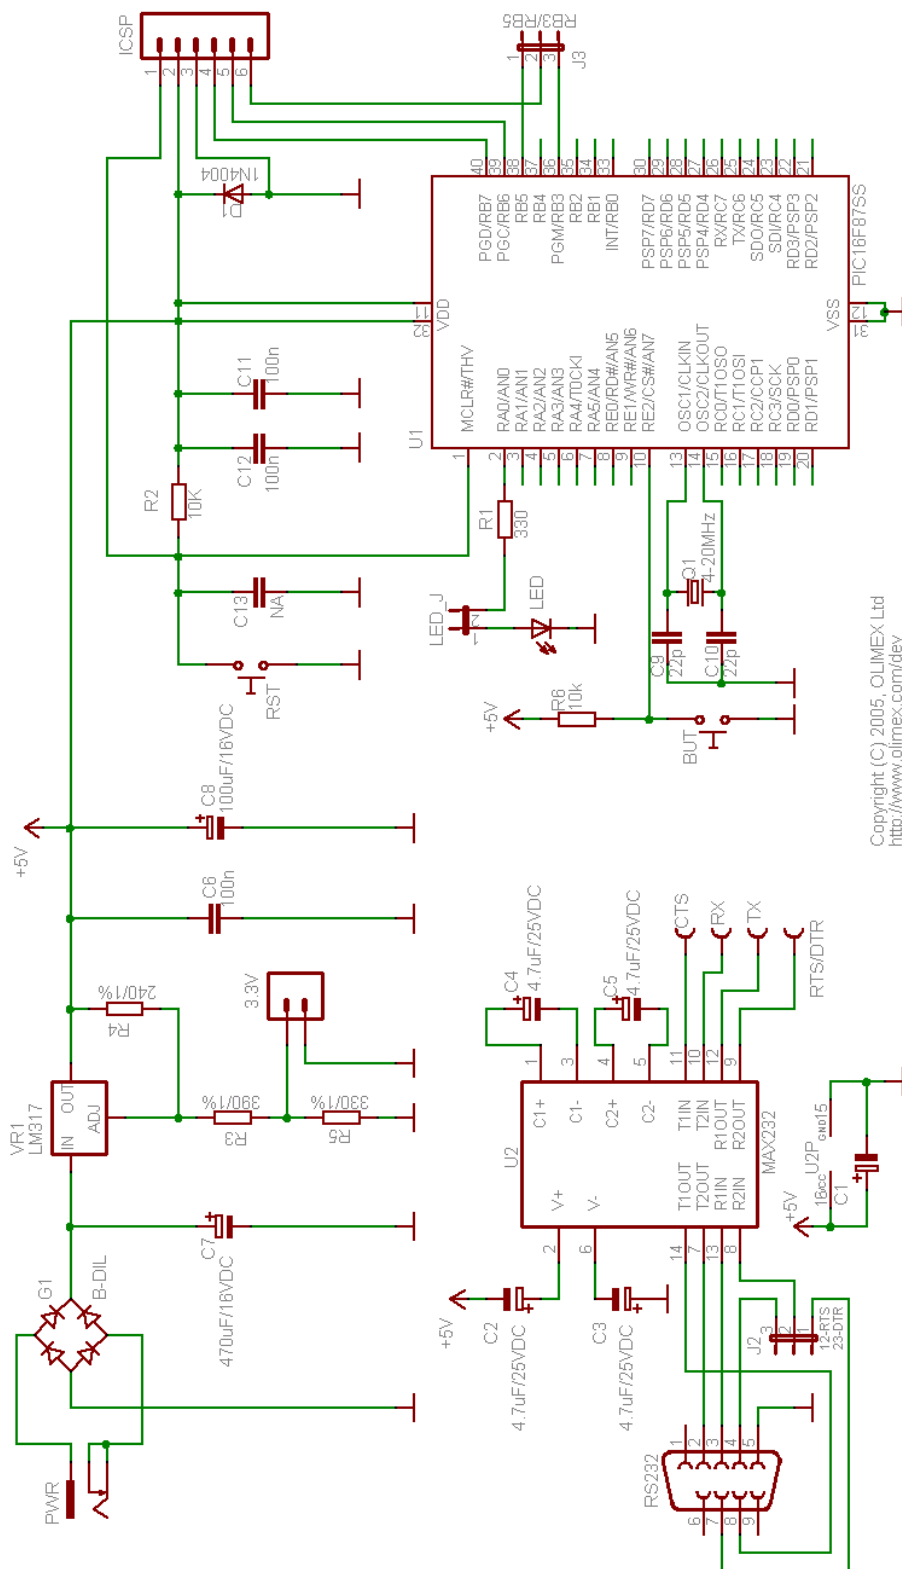 PWR
G1
B-DIL
C7
470uF/16VDC
VR1
LM317
IN
OUT
ADJ
R4
240/1%
R3
390/1%
R5
330/1%
3.3V
C6
100n
+5V
C8
100uF/16VDC
RST
C13
NA
R2
10K
C12
100n
C11
100n
D1
1N4004
ICSP
1
2
3
4
5
6
RB3/RB5
J3
1
2
3
U1
PIC16F87SS
VDD
11
32
VSS
12
31
1 MCLR#/THV
2 RA0/AN0
3 RA1/AN1
4 RA2/AN2
5 RA3/AN3
6 RA4/TOCKI
7 RA5/AN4
8 RE0/RD#/AN5
9 RE1/WR#/AN6
10 RE2/CS#/AN7
13 OSC1/CLKIN
14 OSC2/CLKOUT
15 RC0/T1OSO
16 RC1/T1OSI
17 RC2/CCP1
18 RC3/SCK
19 RD0/PSP0
20 RD1/PSP1
PGD/RB7 40
PGC/RB6 39
RB5 38
RB4 37
PGM/RB3 36
RB2 35
RB1 34
INT/RB0 33
PSP7/RD7 30
PSP6/RD6 29
PSP5/RD5 28
PSP4/RD4 27
RX/RC7 26
TX/RC6 25
SDO/RC5 24
SDI/RC4 23
RD3/PSP3 22
RD2/PSP2 21
R1
330
LED_J
2
1
LED
+5V
R6
10k
BUT
C9
22p
C10
22p
Q1
4-20MHz
U2
MAX232
V+
V-
2
6
T1OUT
T2OUT
R1IN
R2IN
14
7
13
8
C1+
C1-
C2+
C2-
1
3
4
5
T1IN
T2IN
R1OUT
R2OUT
11
10
12
9
C4
4.7uF/25VDC
C5
4.7uF/25VDC
CTS
RX
TX
RTS/DTR
+5V
C2
4.7uF/25VDC
C3
4.7uF/25VDC
RS232
1
2
3
4
5
6
7
8
9
J2
3
2
1
12-RTS
23-DTR
+5V
16VCC
U2P
GND15
C1
Copyright (C) 2005, OLIMEX Ltd
http://www.olimex.com/dev